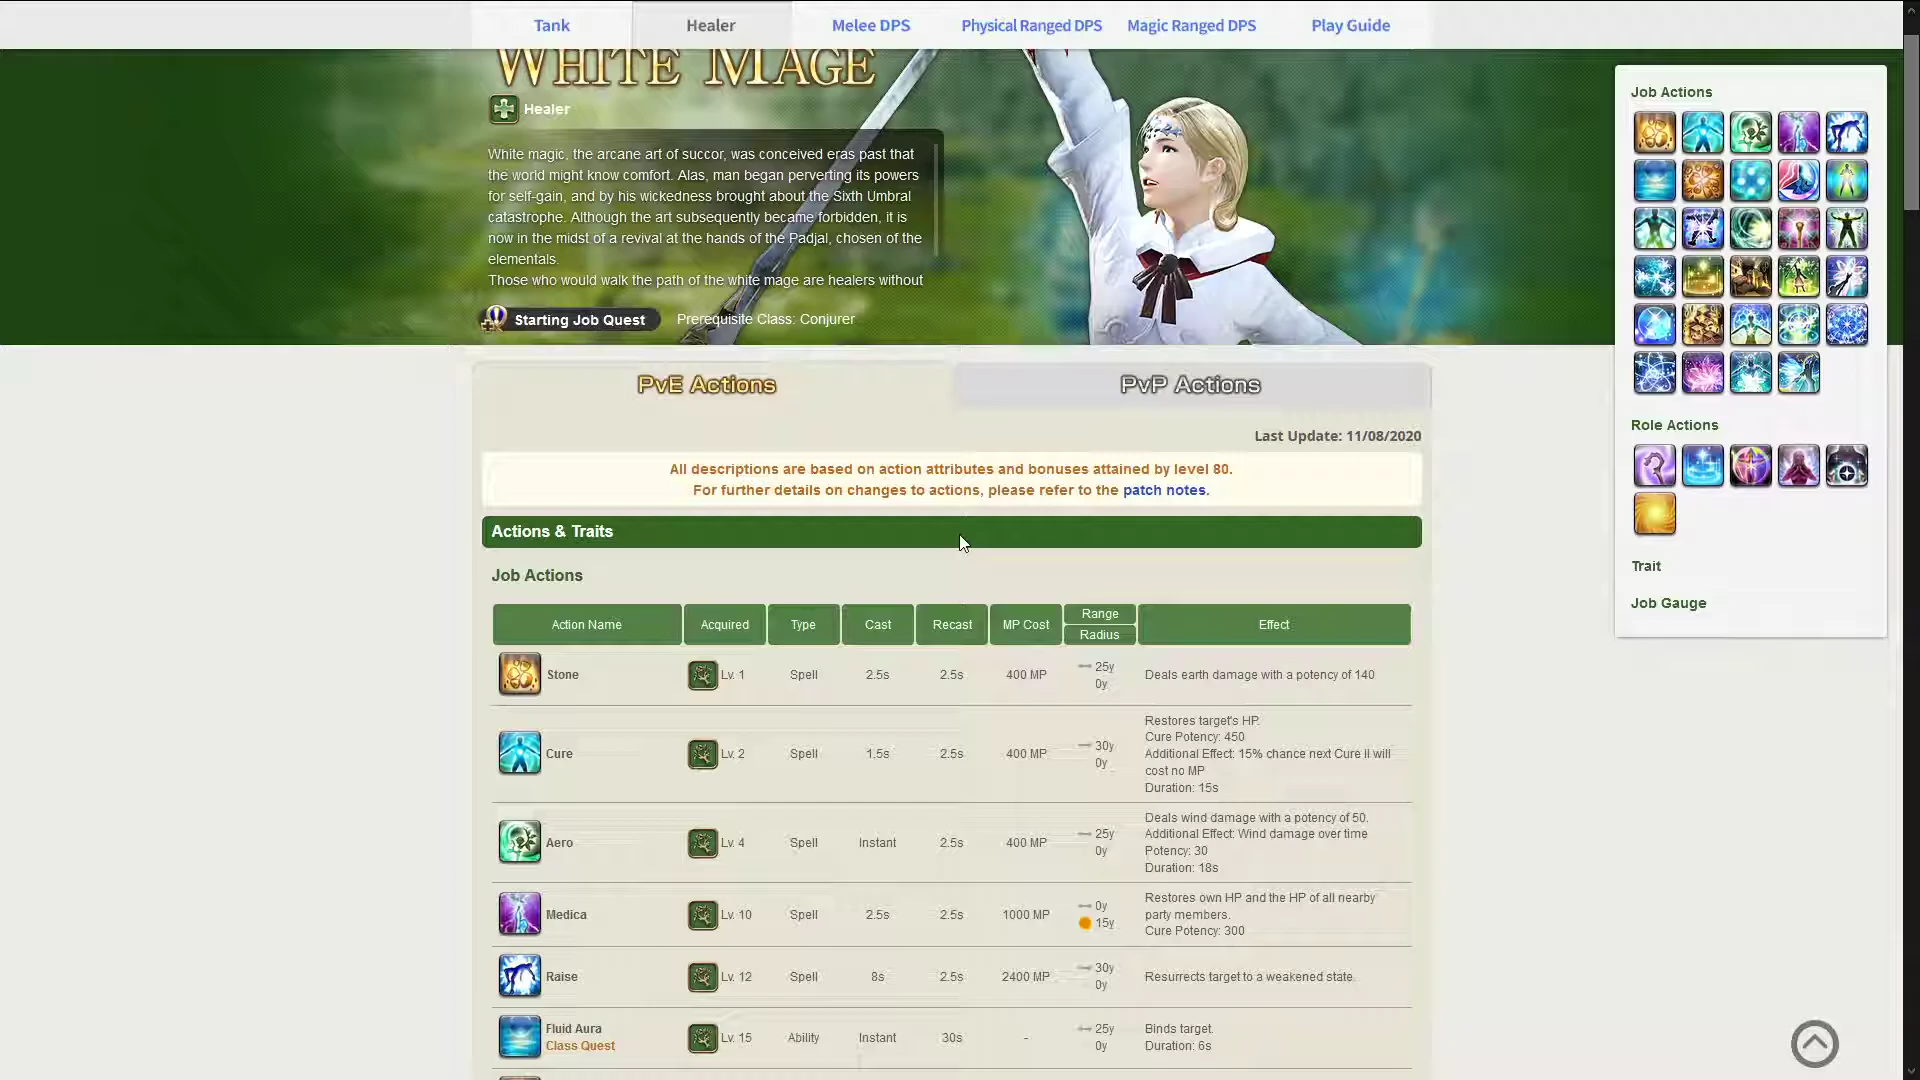 Tank
Healer
Melee DPS
Physical Ranged DPS
Magic Ranged DPS
Play Guide
WHITE MAGE
Healer
White magic, the arcane art of succor, was conceived eras past that
the world might know comfort. Alas, man began perverting its powers
for self-gain, and by his wickedness brought about the Sixth Umbral
catastrophe. Although the art subsequently became forbidden, it is
now in the midst of a revival at the hands of the Padjal, chosen of the
elementals.
Those who would walk the path of the white mage are healers without
Starting Job Quest
Prerequisite Class: Conjurer
PvE Actions
PvP Actions
Last Update: 11/08/2020
All descriptions are based on action attributes and bonuses attained by level 80.
For further details on changes to actions, please refer to the patch notes.
Actions & Traits
Job Actions
Action Name
Acquired
Type
Cast
Recast
MP Cost
Range
Radius
Effect
Stone
Lv. 1
Spell
2.5s
2.5s
400 MP
25y
0y
Deals earth damage with a potency of 140
Cure
Lv. 2
Spell
1.5s
2.5s
400 MP
30y
0y
Restores target's HP.
Cure Potency: 450
Additional Effect: 15% chance next Cure II will
cost no MP
Duration: 15s
Aero
Lv. 4
Spell
Instant
2.5s
400 MP
25y
0y
Deals wind damage with a potency of 50.
Additional Effect: Wind damage over time
Potency: 30
Duration: 18s
Medica
Lv. 10
Spell
2.5s
2.5s
1000 MP
0y
15y
Restores own HP and the HP of all nearby
party members.
Cure Potency: 300
Raise
Lv. 12
Spell
8s
2.5s
2400 MP
30y
0y
Resurrects target to a weakened state.
Fluid Aura
Class Quest
Lv. 15
Ability
Instant
30s
-
25y
0y
Binds target.
Duration: 6s
Job Actions
Role Actions
Trait
Job Gauge